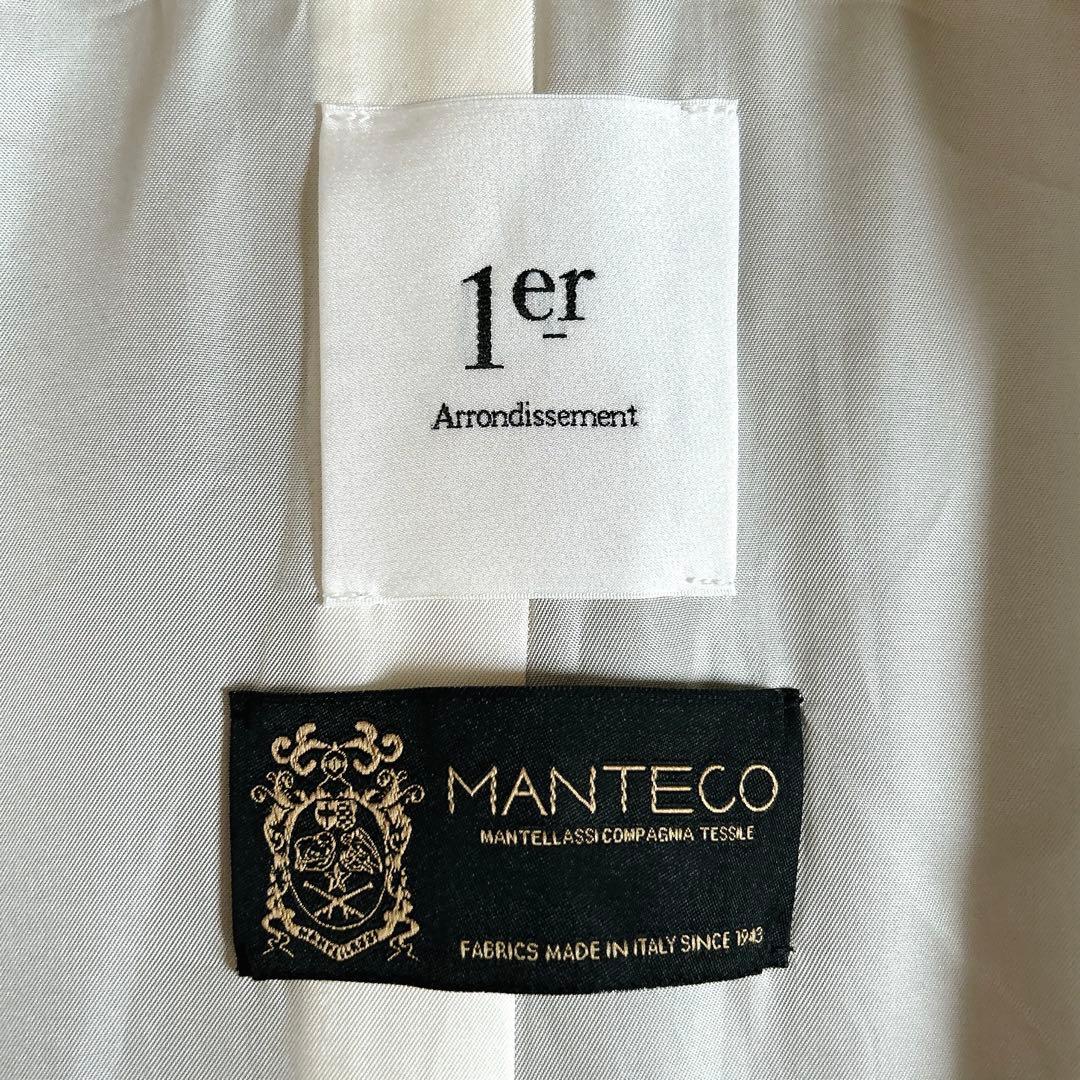 1er
Arrondissement
MANTECO
MANTELLASSI COMPAGNIA TESSILE
FABRICS MADE IN ITALY SINCE 1943